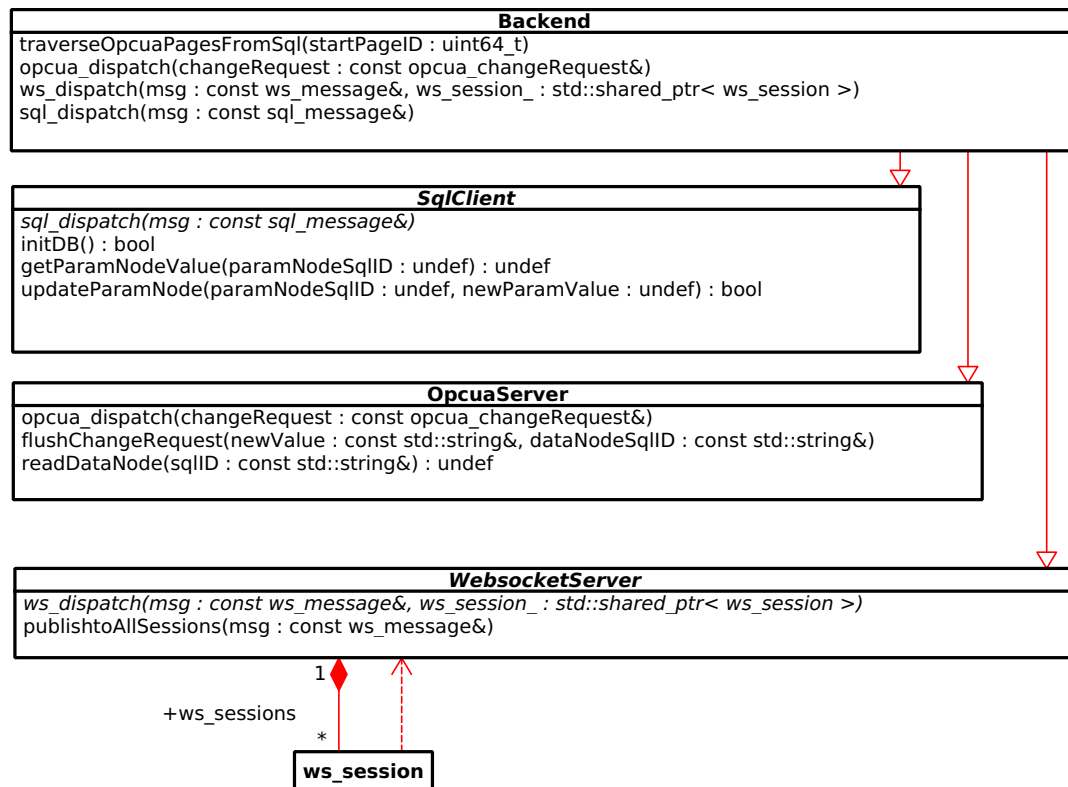 Backend
traverseOpcuaPagesFromSql(startPageID : uint64_t)
opcua_dispatch(changeRequest : const opcua_changeRequest&)
ws_dispatch(msg : const ws_message&, ws_session_ : std::shared_ptr< ws_session >)
sql_dispatch(msg : const sql_message&)
SqlClient
sql_dispatch(msg : const sql_message&)
initDB() : bool
getParamNodeValue(paramNodeSqlID : undef) : undef
updateParamNode(paramNodeSqlID : undef, newParamValue : undef) : bool
OpcuaServer
opcua_dispatch(changeRequest : const opcua_changeRequest&)
flushChangeRequest(newValue : const std::string&, dataNodeSqlID : const std::string&)
readDataNode(sqlID : const std::string&) : undef
WebsocketServer
ws_dispatch(msg : const ws_message&, ws_session_ : std::shared_ptr< ws_session >)
publishtoAllSessions(msg : const ws_message&)
1
+ws_sessions
*
ws_session